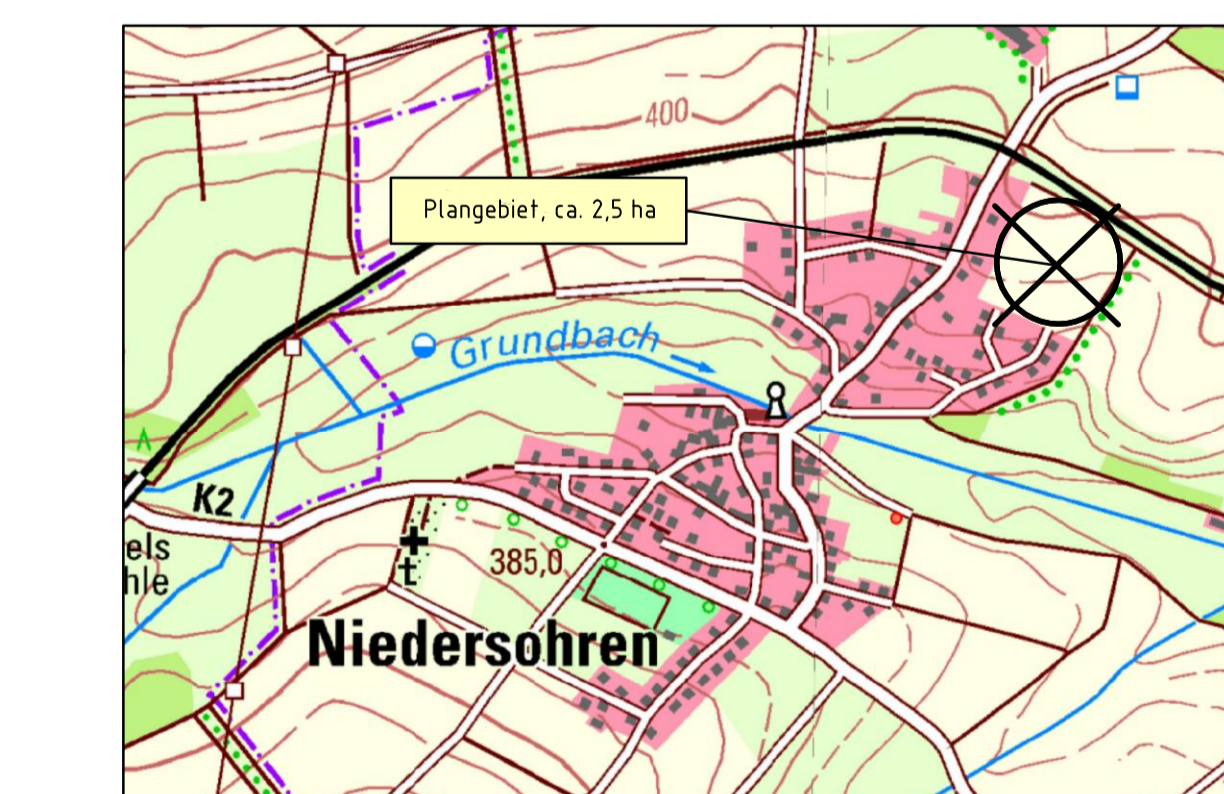 400
Plangebiet, ca. 2,5 ha
Grundbach
K2
els
hle
385,0
Niedersohren